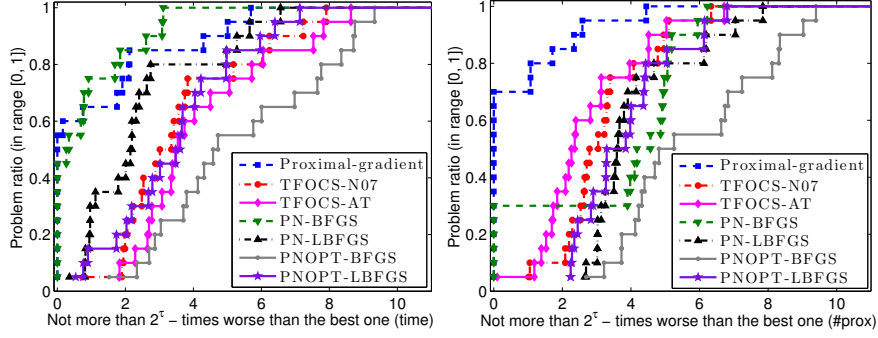 Problem ratio (in range [0, 1])
1
0.8
0.6
0.4
0.2
0
Proximal-gradient
TFOCS-N07
TFOCS-AT
PN-BFGS
PN-LBFGS
PNOPT-BFGS
PNOPT-LBFGS
0 2 4 6 8 10
Not more than 2^τ − times worse than the best one (time)
Problem ratio (in range [0, 1])
1
0.8
0.6
0.4
0.2
0
Proximal-gradient
TFOCS-N07
TFOCS-AT
PN-BFGS
PN-LBFGS
PNOPT-BFGS
PNOPT-LBFGS
0 2 4 6 8 10
Not more than 2^τ − times worse than the best one (#prox)